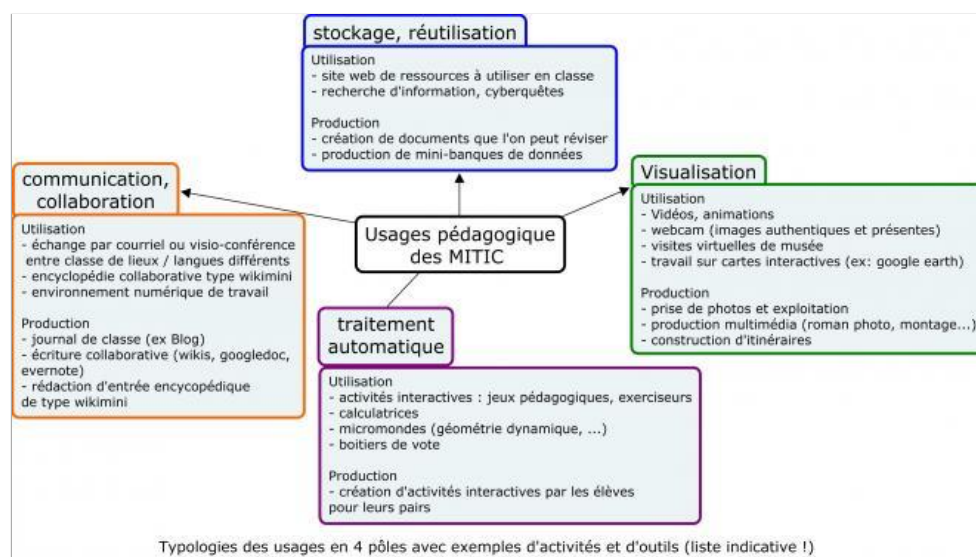 stockage, réutilisation
Utilisation
- site web de ressources à utiliser en classe
- recherche d'information, cyberquêtes
Production
- création de documents que l'on peut réviser
- production de mini-banques de données
communication,
collaboration
Utilisation
- échange par courriel ou visio-conférence
entre classe de lieux / langues différents
- encyclopédie collaborative type wikimini
- environnement numérique de travail
Production
- journal de classe (ex Blog)
- écriture collaborative (wikis, googledoc,
evernote)
- rédaction d'entrée encycopédique
de type wikimini
Usages pédagogique
des MITIC
Visualisation
Utilisation
- Vidéos, animations
- webcam (images authentiques et présentes)
- visites virtuelles de musée
- travail sur cartes interactives (ex: google earth)
Production
- prise de photos et exploitation
- production multimédia (roman photo, montage...)
- construction d'itinéraires
traitement
automatique
Utilisation
- activités interactives : jeux pédagogiques, exerciseurs
- calculatrices
- micromondes (géométrie dynamique, ...)
- boitiers de vote
Production
- création d'activités interactives par les élèves
pour leurs pairs
Typologies des usages en 4 pôles avec exemples d'activités et d'outils (liste indicative !)